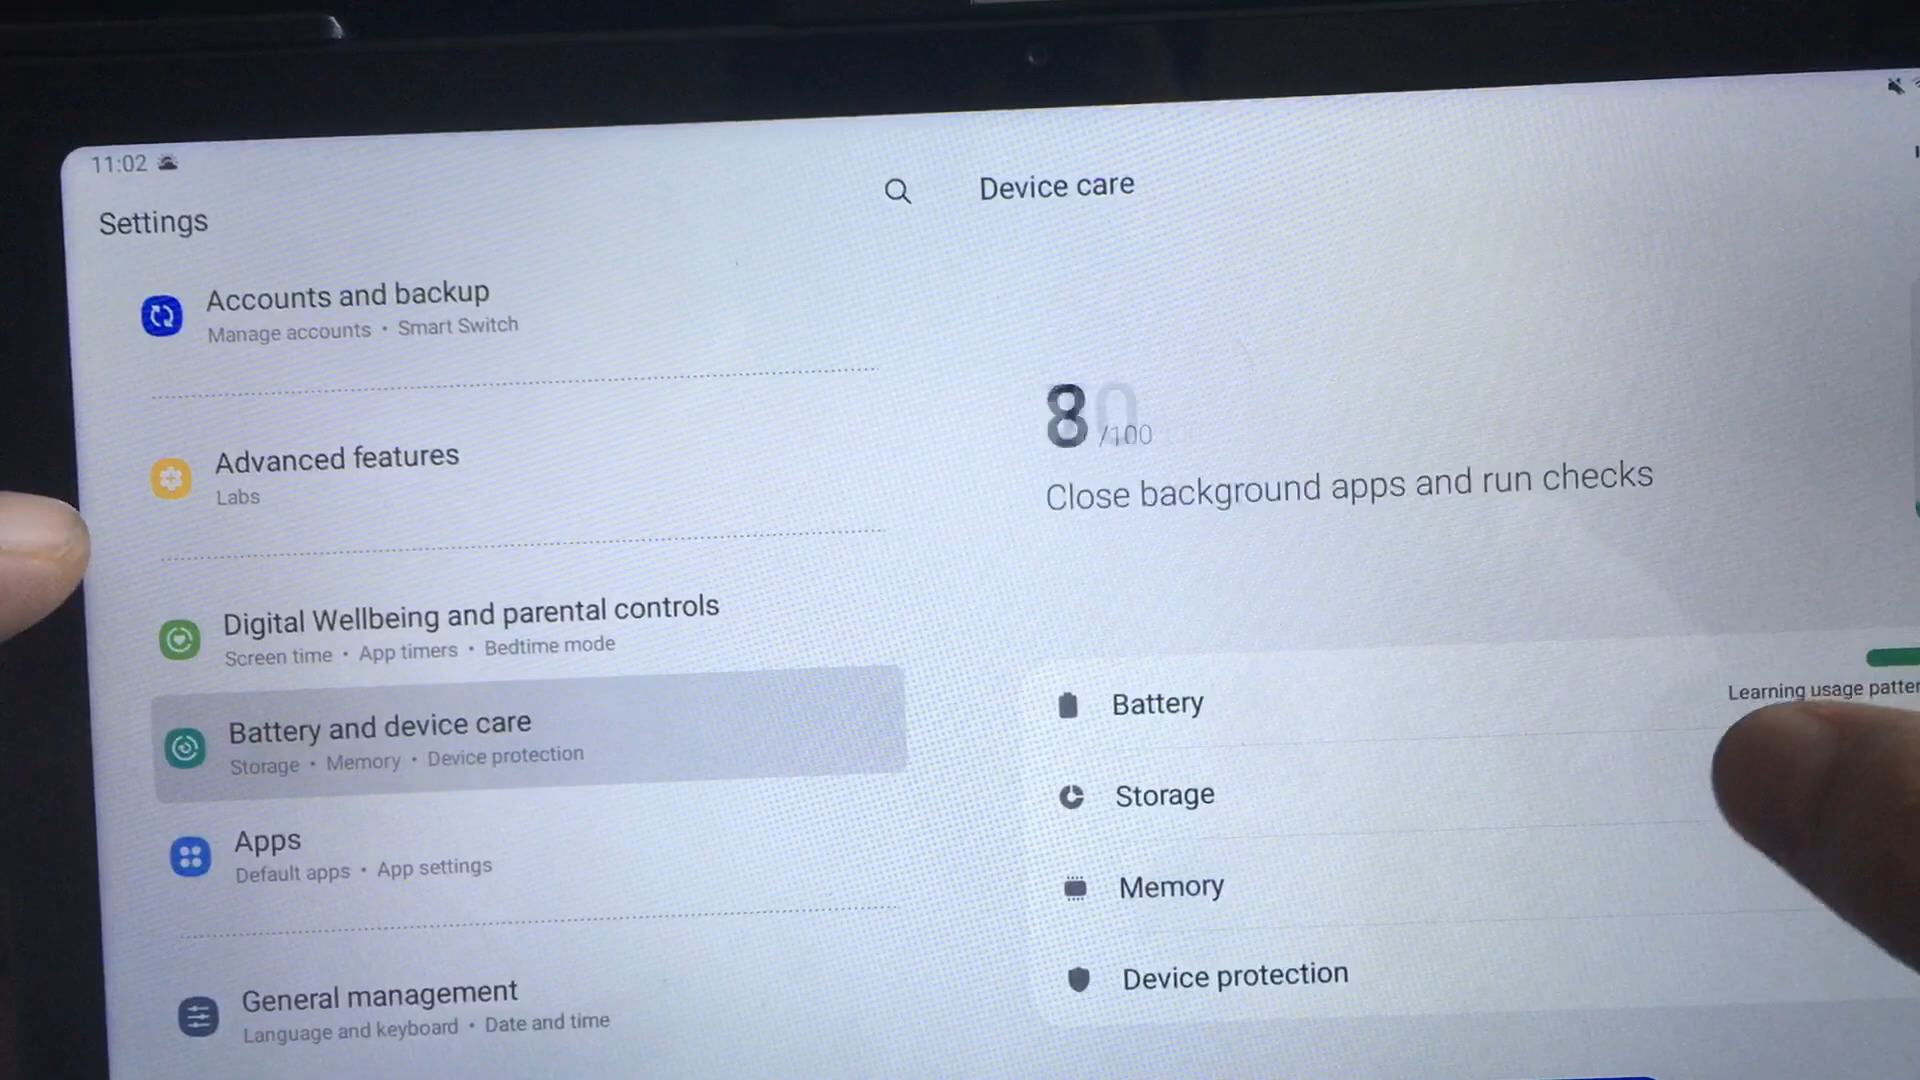 11:02
Settings
Accounts and backup
Manage accounts • Smart Switch
Advanced features
Labs
Digital Wellbeing and parental controls
Screen time • App timers • Bedtime mode
Battery and device care
Storage • Memory • Device protection
Apps
Default apps • App settings
General management
Language and keyboard • Date and time
Device care
80/100
Close background apps and run checks
Battery
Learning usage
Storage
Memory
Device protection